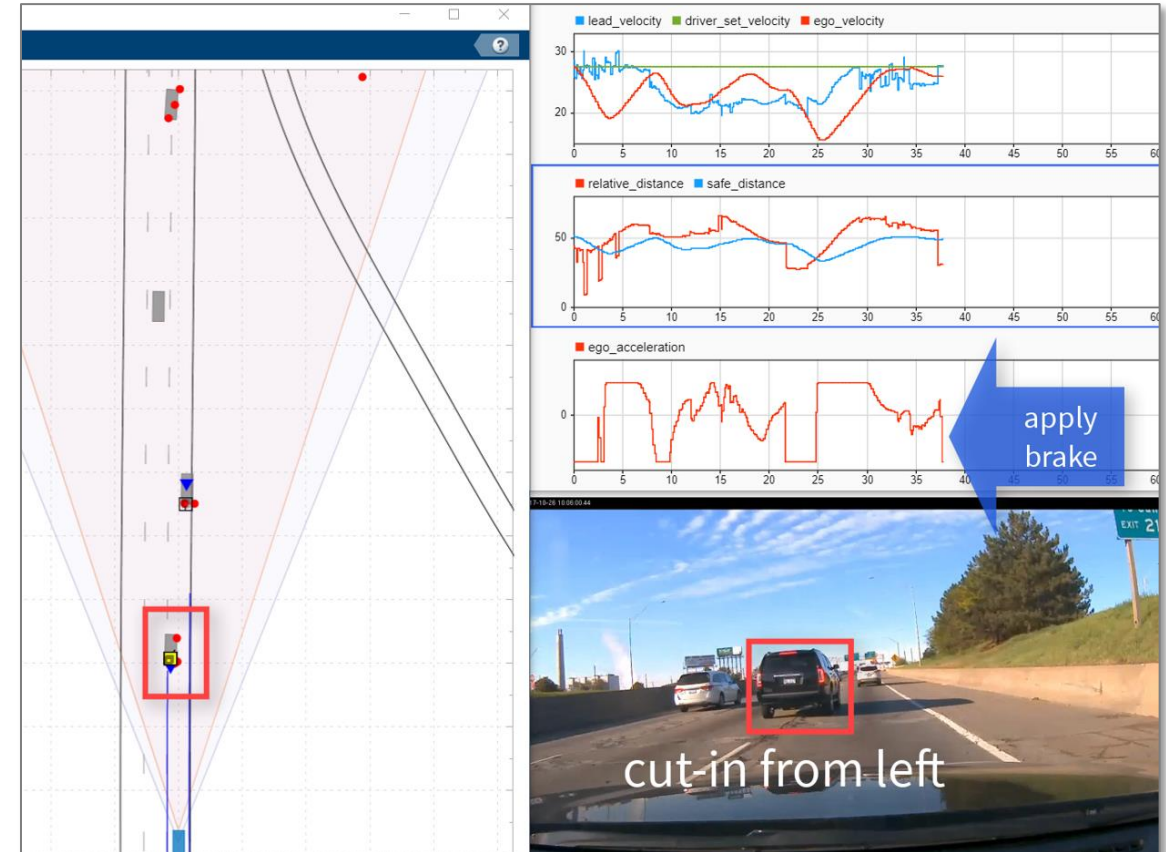 ?
lead_velocity driver_set_velocity ego_velocity
30
20
0 5 10 15 20 25 30 35 40 45 50 55 60
relative_distance safe_distance
50
0
0 5 10 15 20 25 30 35 40 45 50 55 60
ego_acceleration
0
0 5 10 15 20 25 30 35 40 45 50 55
apply
brake
EXIT 21
cut-in from left